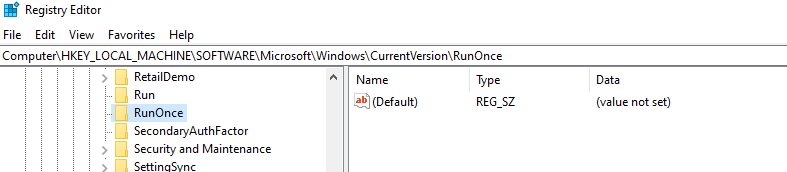 Registry Editor
File Edit View Favorites Help
Computer\HKEY_LOCAL_MACHINE\SOFTWARE\Microsoft\Windows\CurrentVersion\RunOnce
RetailDemo
Run
RunOnce
SecondaryAuthFactor
Security and Maintenance
SettingSync
Name Type Data
ab (Default) REG_SZ (value not set)